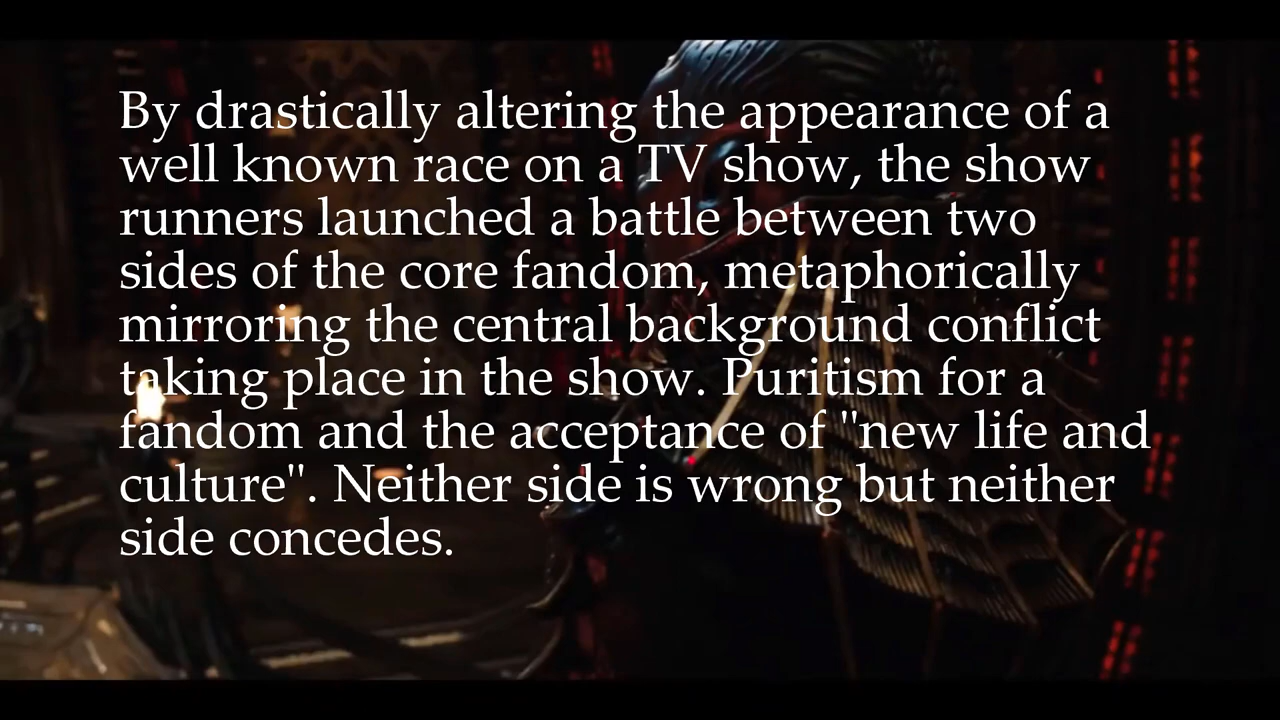 By drastically altering the appearance of a
well known race on a TV show, the show
runners launched a battle between two
sides of the core fandom, metaphorically
mirroring the central background conflict
taking place in the show. Puritism for a
fandom and the acceptance of "new life and
culture". Neither side is wrong but neither
side concedes.